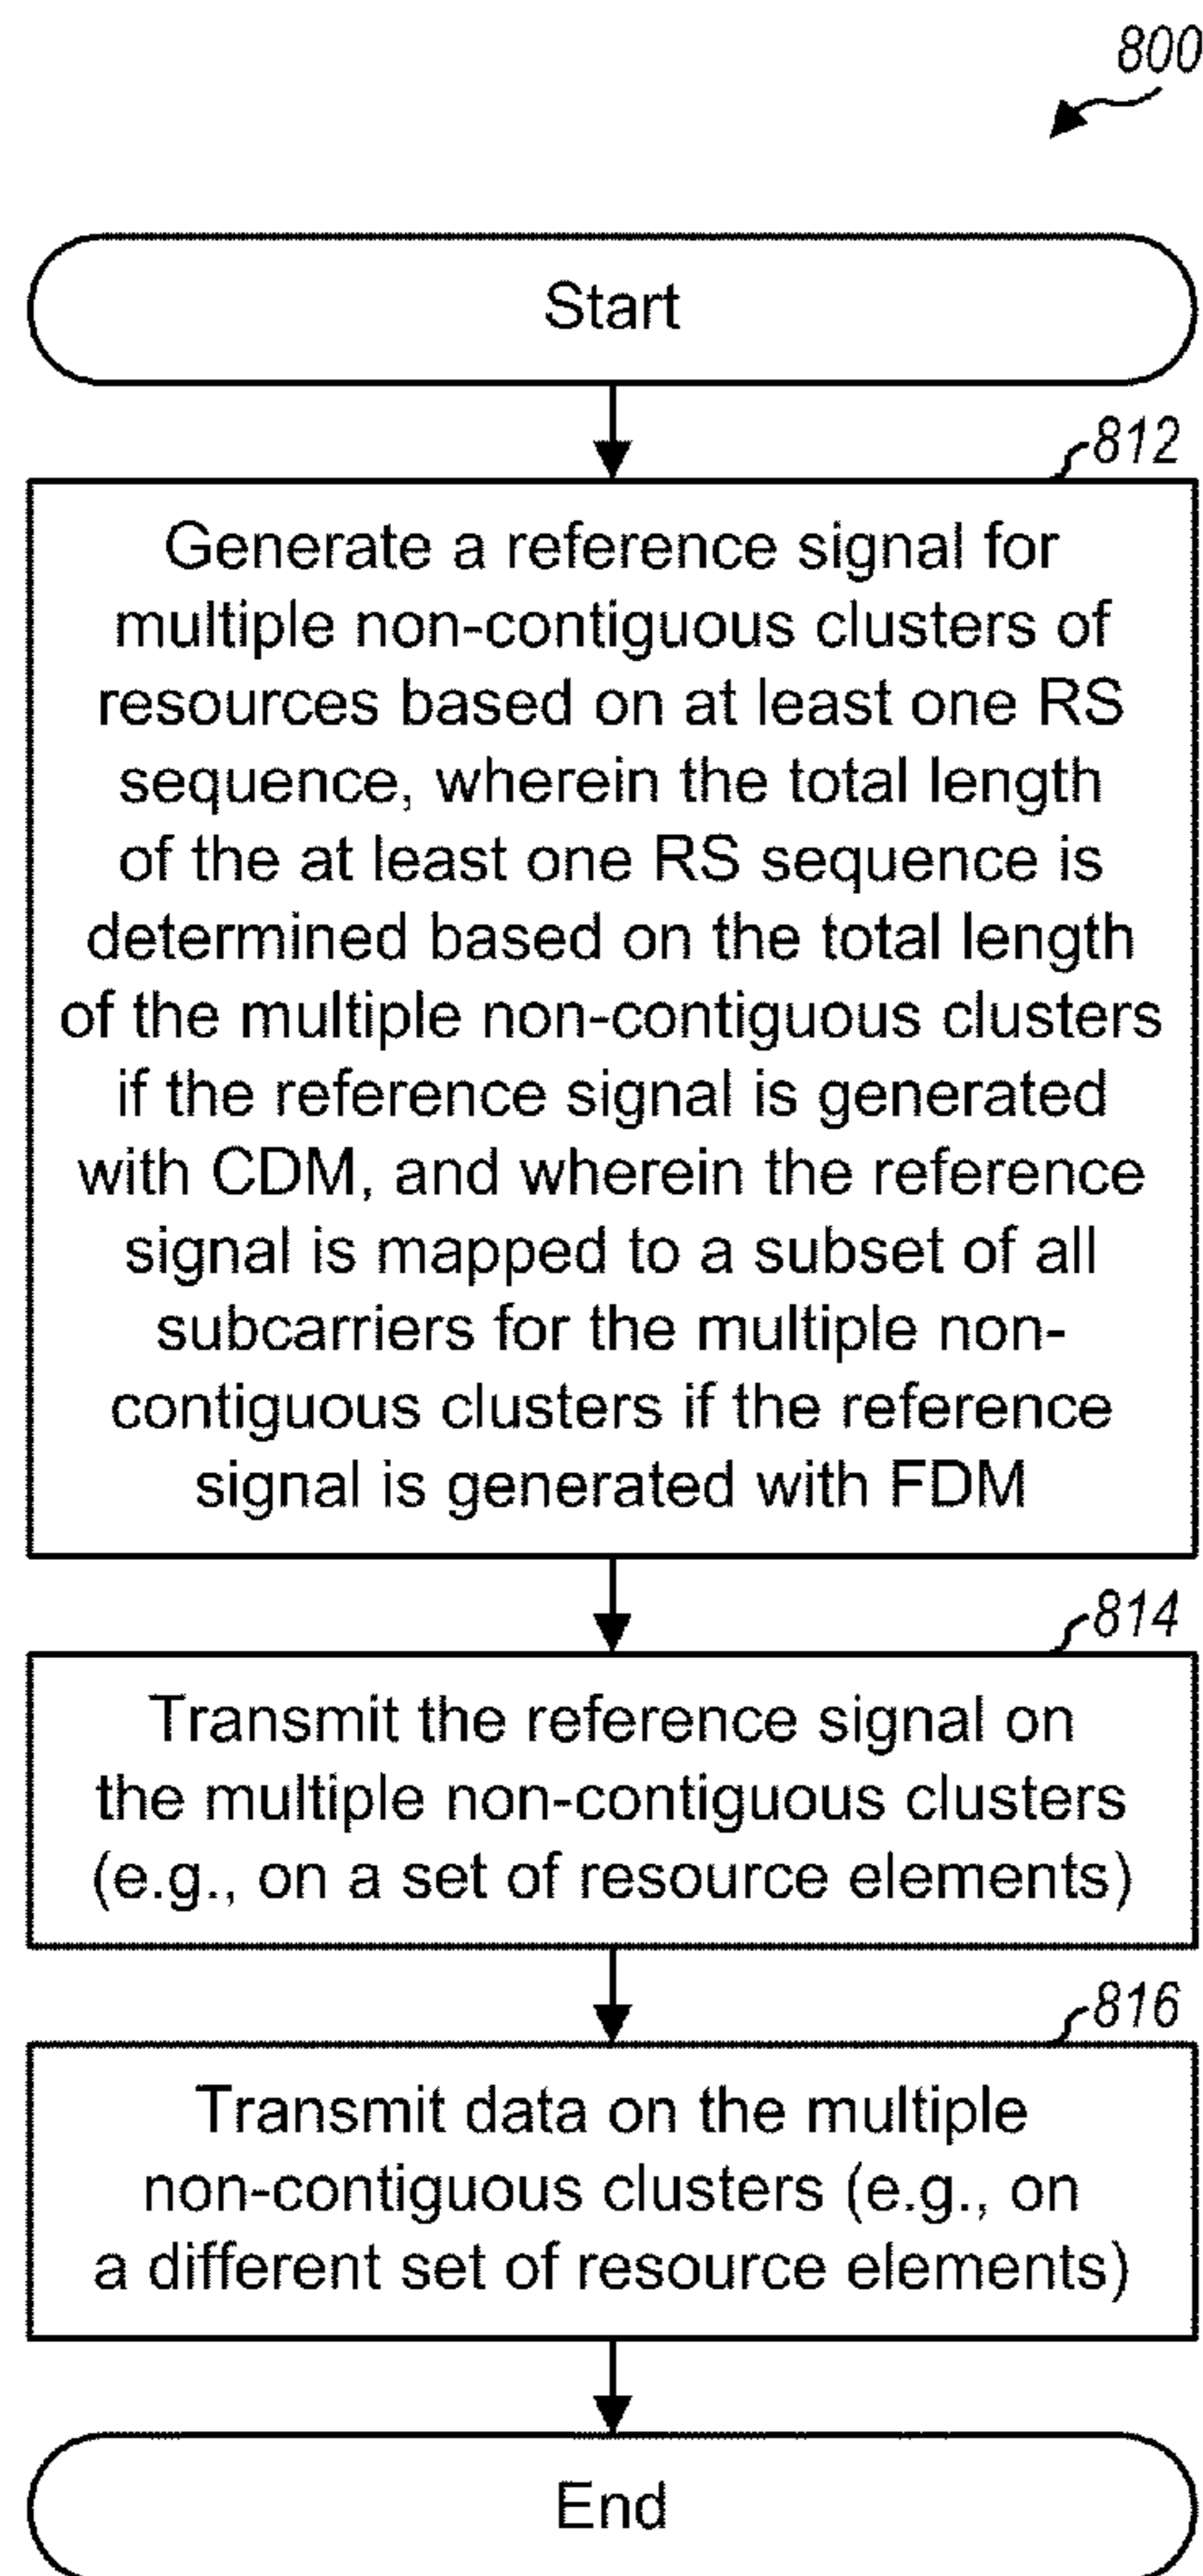 800
Start
812
Generate a reference signal for
multiple non-contiguous clusters of
resources based on at least one RS
sequence, wherein the total length
of the at least one RS sequence is
determined based on the total length
of the multiple non-contiguous clusters
if the reference signal is generated
with CDM, and wherein the reference
signal is mapped to a subset of all
subcarriers for the multiple non-
contiguous clusters if the reference
signal is generated with FDM
814
Transmit the reference signal on
the multiple non-contiguous clusters
(e.g., on a set of resource elements)
816
Transmit data on the multiple
non-contiguous clusters (e.g., on
a different set of resource elements)
End